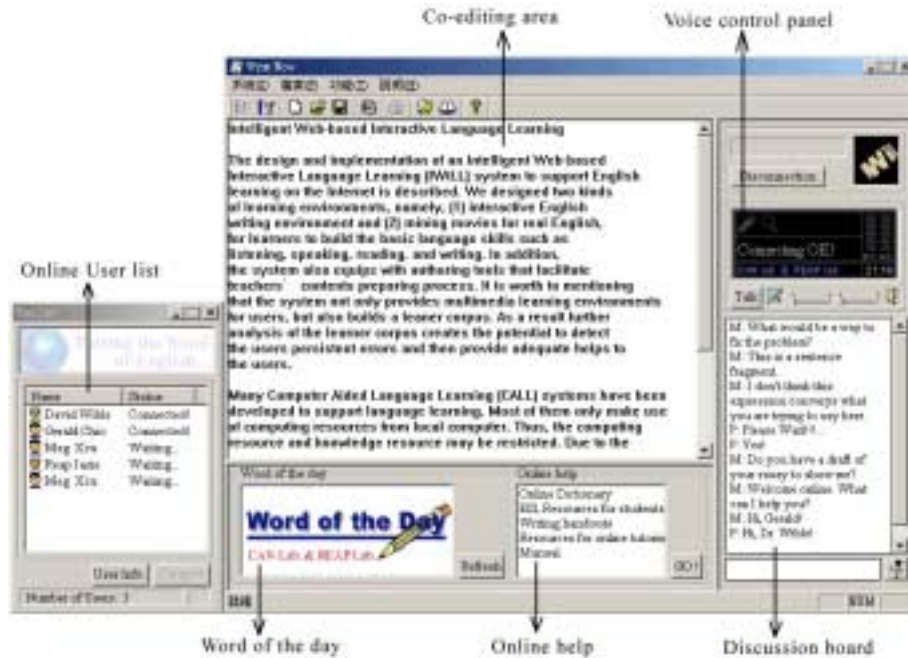 Co-editing area
Voice control panel
Intelligent Web-based Interactive Language Learning
The design and implementation of an Intelligent Web-based
Interactive Language Learning (IWILL) system to support English
learning on the Internet is described. We designed two kinds
of learning environments, namely, (1) interactive English
writing environment and (2) mining movies for real English,
for learners to build the basic language skills such as
listening, speaking, reading, and writing. In addition,
the system also equips with authoring tools that facilitate
teachers' contents preparing process. It is worth to mentioning
that the system not only provides multimedia learning environments
for users, but also builds a leaner corpus. As a result further
analysis of the learner corpus creates the potential to detect
the users persistent errors and then provide adequate helps to
the users.
Many Computer Aided Language Learning (CALL) systems have been
developed to support language learning. Most of them only make use
of computing resources from local computer. Thus, the computing
resource and knowledge resource may be restricted. Due to the
Disconnection
Connecting OK!
Talk
M: What would be a way to
fix the problem?
M: This is a sentence
fragment.
M: I don't think this
expression conveys what
you are trying to say here.
P: Please Wait
P: Yes!
M: Do you have a draft of
your essay to show me?
M: Welcome online. What
can I help you?
M: Hi, Gerald!
P: Hi, Dr. Wible!
Online User list
the Word
of English
Name Status
David Wible Connected!
Gerald Chio Connected!
Meg Xiu Waiting...
Waiting...
Meg Xiu Waiting...
User Info
Number of Users: 5
Word of the day
Word of the Day
CAN Lab & REAP Lab
Refresh
Online help
Online Dictionary
ESL Resources for students
Writing handouts
Resources for online tutors
Manual
GO!
NUM
Word of the day
Online help
Discussion board